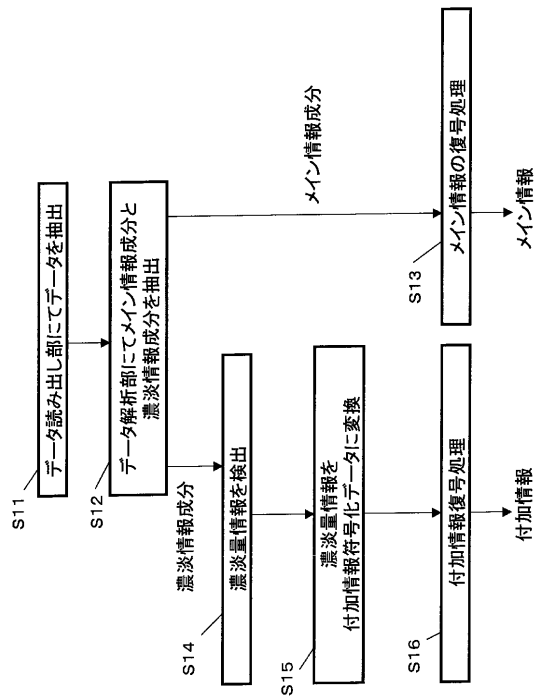 S11
データ読み出し部にてデータを抽出
S12
データ解析部にてメイン情報成分と
濃淡情報成分を抽出
濃淡情報成分
メイン情報成分
S14
濃淡量情報を検出
S15
濃淡量情報を
付加情報符号化データに変換
S16
付加情報復号処理
付加情報
S13
メイン情報の復号処理
メイン情報